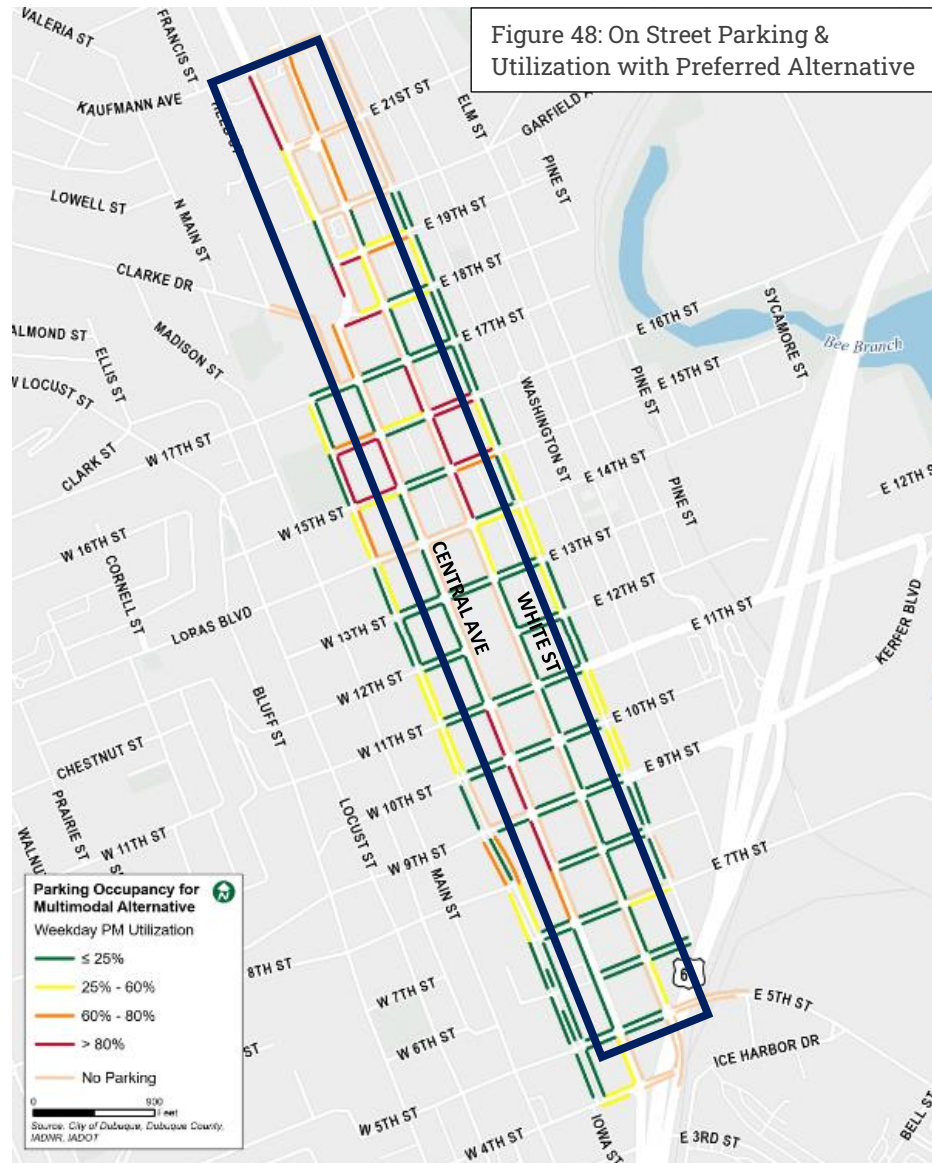 Figure 48: On Street Parking &
Utilization with Preferred Alternative
VALERIA ST
FRANCIS ST
KAUFMANN AVE
E 21ST ST
ELM ST
GARFIELD A
PINE ST
LOWELL ST
N MAIN ST
E 19TH ST
CLARKE DR
E 18TH ST
MADISON ST
E 17TH ST
E 16TH ST
SYCAMORE ST
ALMOND ST
ELLIS ST
Bee Branch
W LOCUST ST
PINE ST
E 15TH ST
WASHINGTON ST
CLARK ST
W 17TH ST
E 14TH ST
PINE ST
E 12TH S
W 16TH ST
W 15TH ST
CORNELL ST
CENTRAL AVE
E 13TH ST
WHITE ST
E 12TH ST
LORAS BLVD
W 13TH ST
E 11TH ST
KERPER BLVD
BLUFF ST
W 12TH ST
E 10TH ST
CHESTNUT ST
W 11TH ST
E 9TH ST
PRAIRIE ST
LOCUST ST
W 10TH ST
WALNU
W 11TH ST
W 9TH ST
MAIN ST
E 7TH ST
8TH ST
W 7TH ST
6
E 5TH ST
W 6TH ST
ICE HARBOR DR
ST
W 5TH ST
IOWA ST
BELL ST
W 4TH ST
E 3RD ST
Parking Occupancy for
Multimodal Alternative
N
Weekday PM Utilization
≤ 25%
25% - 60%
60% - 80%
> 80%
No Parking
0 900
Feet
Source: City of Dubuque, Dubuque County,
IADNR, IADOT